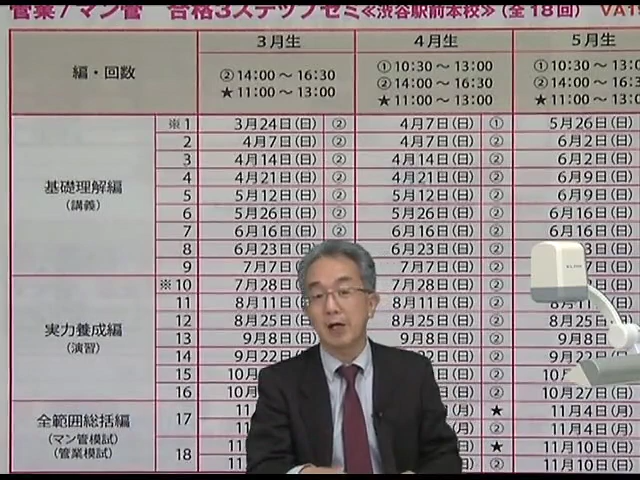 管業/マン管 合格3ステップゼミ≪渋谷駅前本校≫(全18回) VA1
編・回数 3月生 4月生 5月生
②14:00～16:30 ①10:30～13:00 ①10:30～13:0
★11:00～13:00 ②14:00～16:30 ②14:00～16:
★11:00～13:00 ★11:00～13:
基礎理解編
(講義)
※1 3月24日(日) ② 4月7日(日) ① 5月26日(日)
2 4月7日(日) ② 4月7日(日) ② 6月2日(日)
3 4月14日(日) ② 4月14日(日) ② 6月2日(日)
4 4月21日(日) ② 4月21日(日) ② 6月9日(日)
5 5月12日(日) ② 5月12日(日) ② 6月9日(日)
6 5月26日(日) ② 5月26日(日) ② 6月16日(日)
7 6月16日(日) ② 6月16日(日) ② 6月16日(日)
8 6月23日(日) 6月23日(日) ② 3日(日)
9 7月7日(日) 7月7日(日) ②
実力養成編
(演習)
※10 7月28日(日) 7月28日(日) ②
11 8月11日(日) 8月11日(日) ②
12 8月25日(日) 8月25日(日) ②
13 9月8日(日) 9月8日(日) ② 9月8日
14 9月22日 9月22日(日) ② 9月22
15 10月 日(日) ② 10月
16 10月 日(日) ② 10月27日(日)
全範囲総括編
(マン管模試)
(管業模試)
17 11 (月) ★ 11月4日(月)
11 (日) ② 11月4日(月)
18 11 (日) ★ 11月10日(日)
11 (日) ② 11月10日(日)